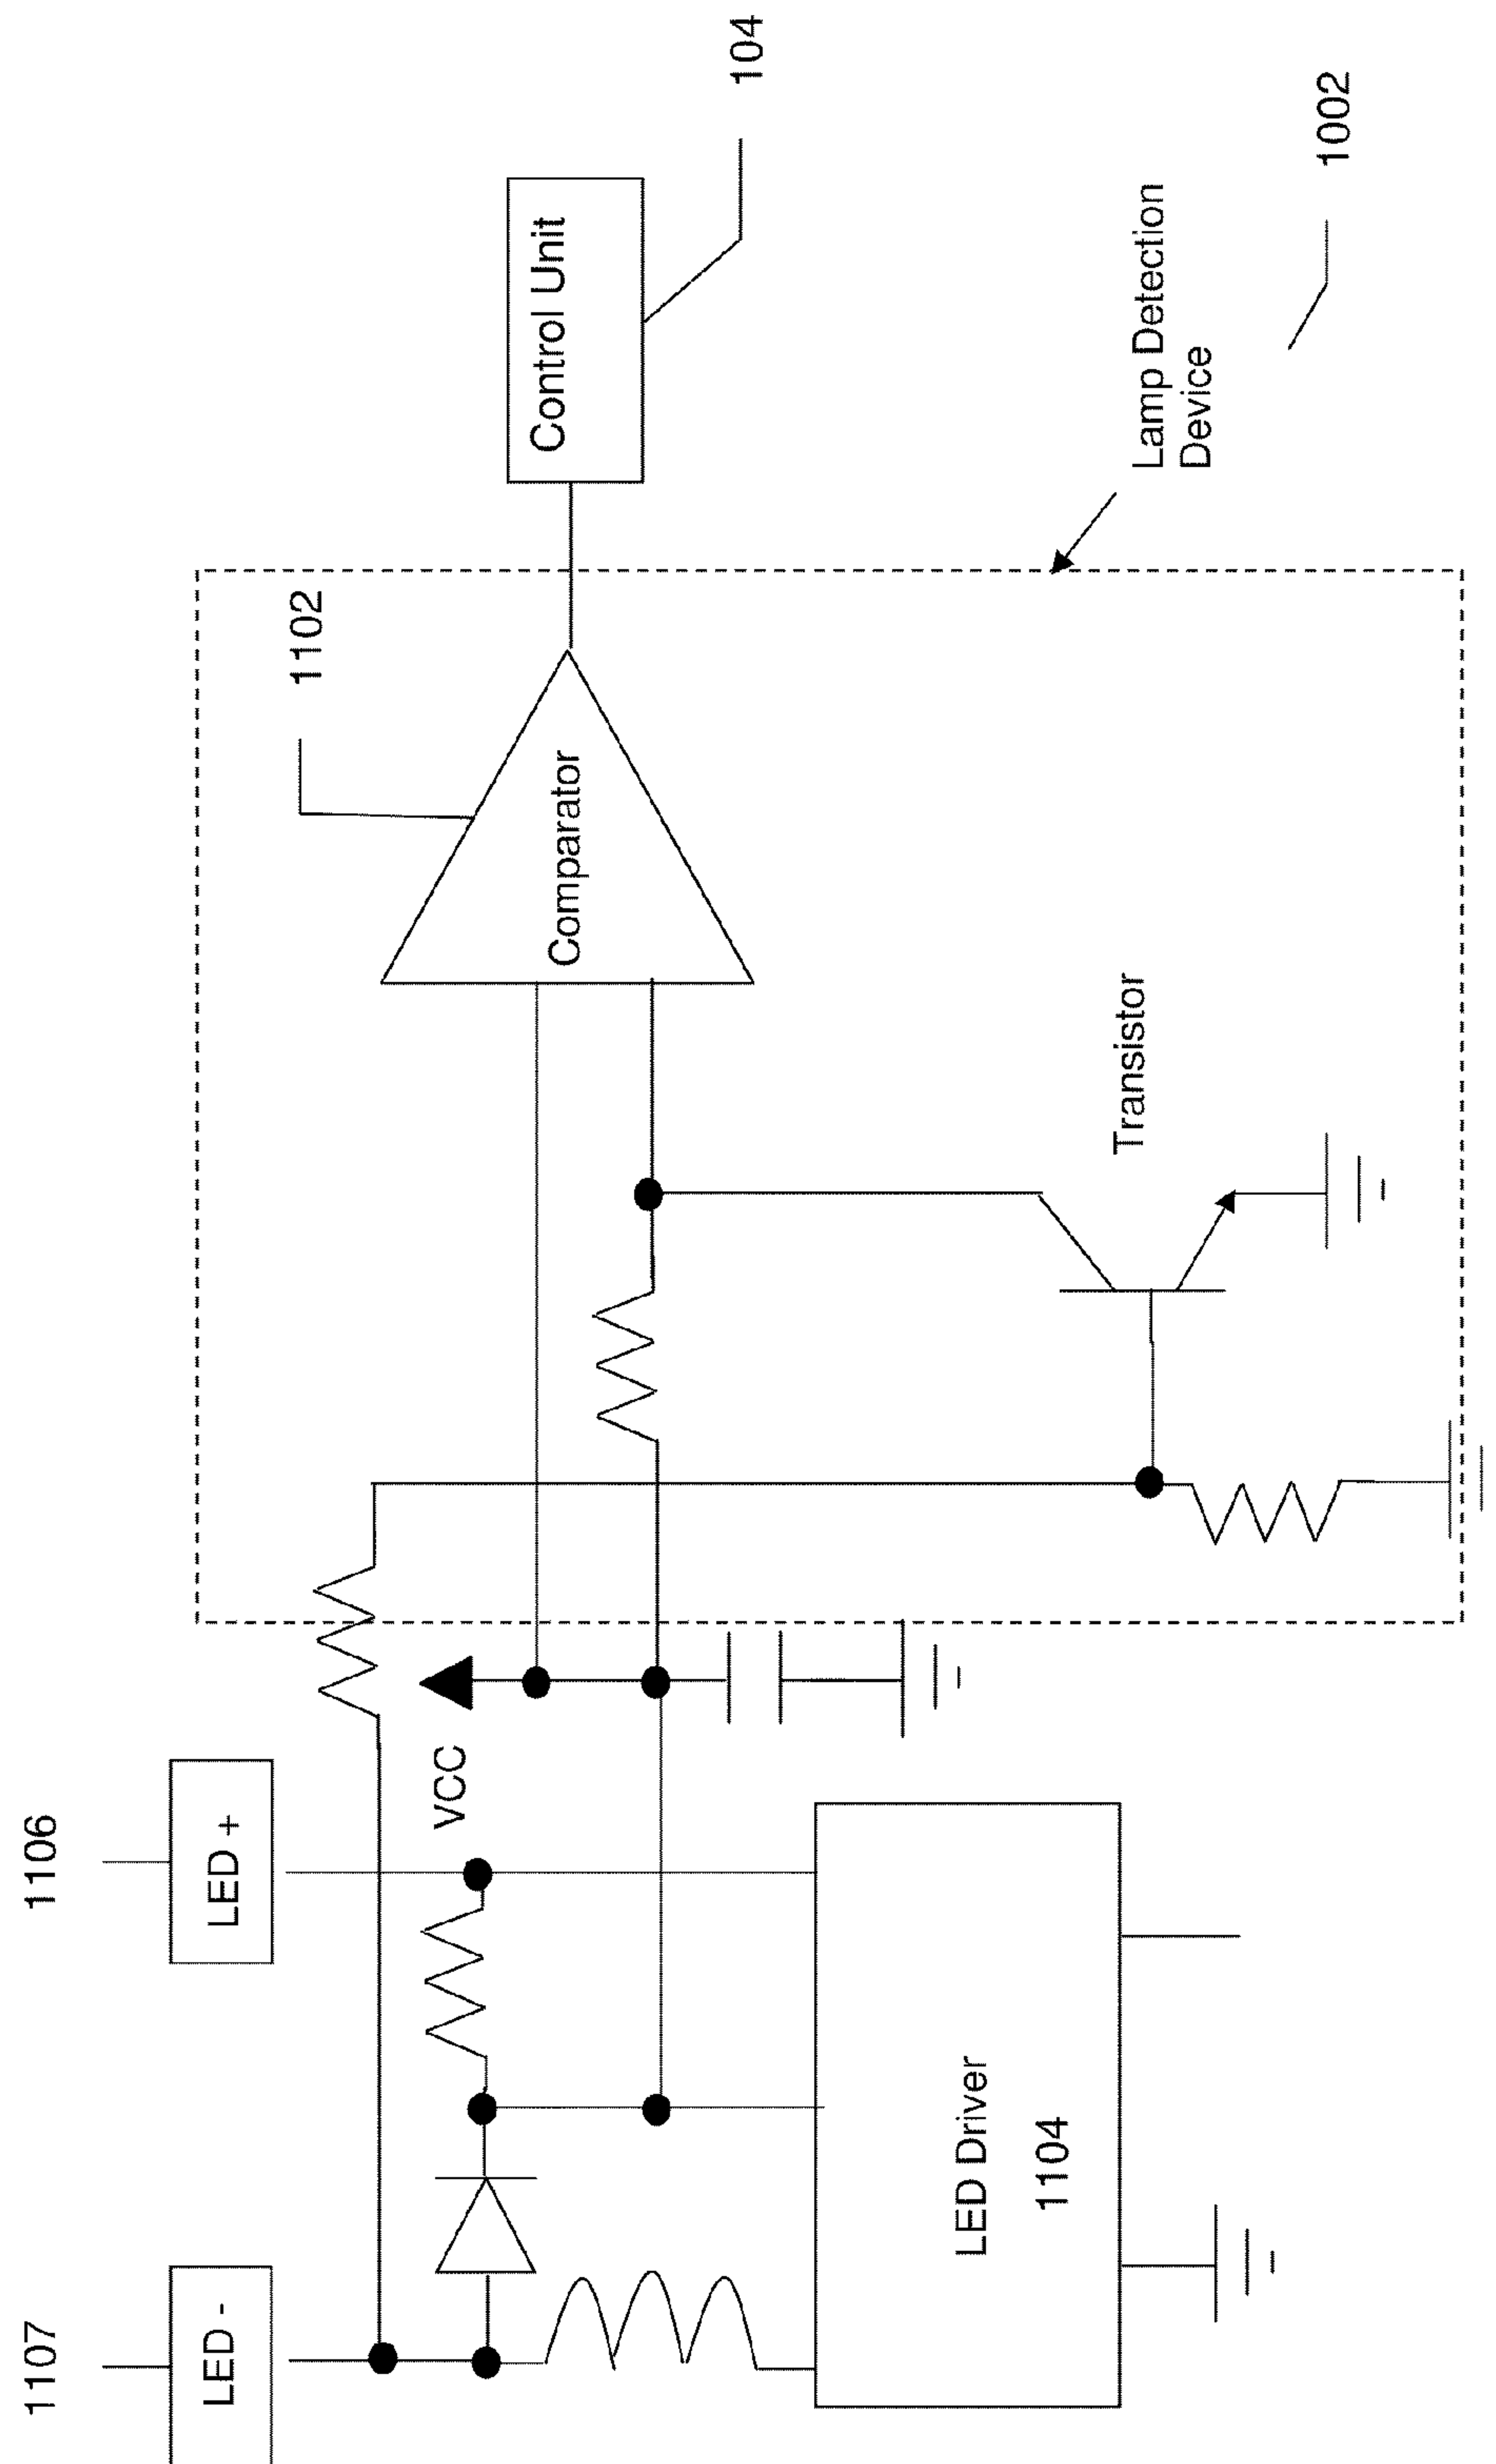 1107
LED -
1106
LED +
VCC
LED Driver
1104
1102
Comparator
Transistor
Control Unit
104
Lamp Detection
Device
1002